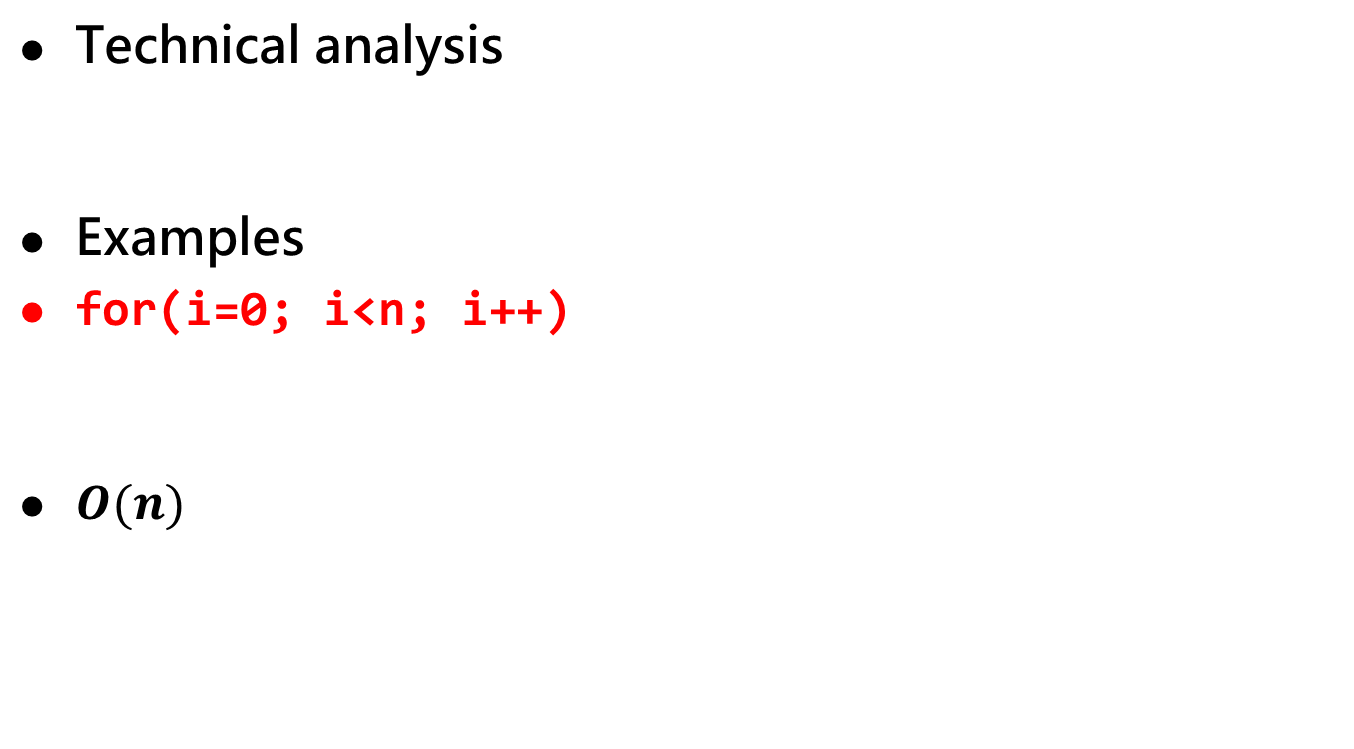 ● Technical analysis
● Examples
● for(i=0; i<n; i++)
● O(n)